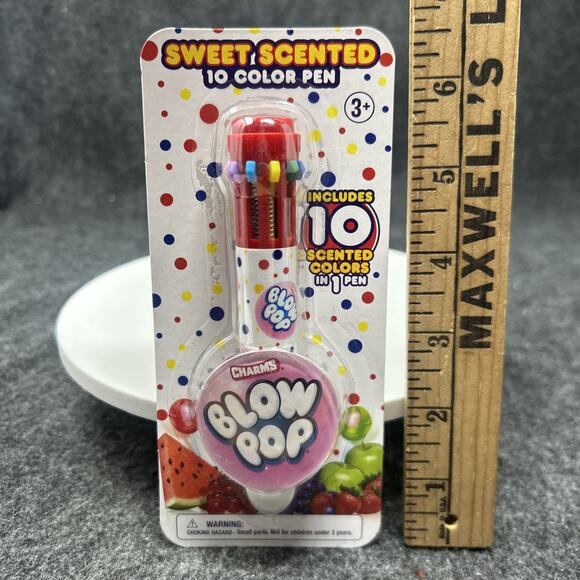 SWEET SCENTED
10 COLOR PEN
3+
INCLUDES
10
SCENTED
COLORS
IN 1 PEN
BLOW
POP
CHARMS
BLOW
POP
WARNING:
CHOKING HAZARD - Small parts. Not for children under 3 years.
MAXWELL'S L
6
5
4
3
2
1